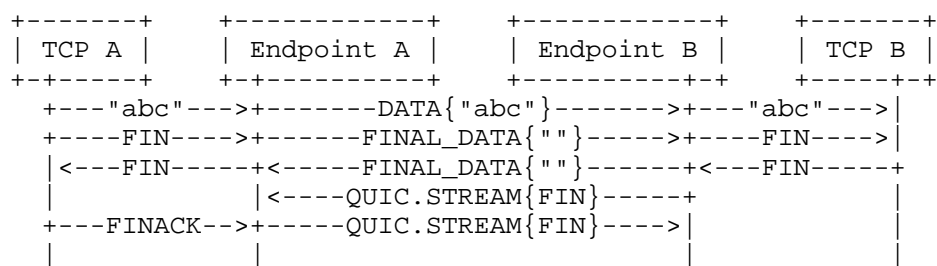 +-------+    +------------+    +------------+    +-------+
| TCP A |    | Endpoint A |    | Endpoint B |    | TCP B |
+-+-----+    +-+----------+    +----------+-+    +-----+-+
  +---"abc"--->+-------DATA{"abc"}------->+---"abc"--->|
  +----FIN---->+------FINAL_DATA{""}----->+----FIN---->|
  |<---FIN-----+<-----FINAL_DATA{""}------+<---FIN-----+
  |            |<----QUIC.STREAM{FIN}-----+            |
  +---FINACK-->+-----QUIC.STREAM{FIN}---->|            |
  |            |                          |            |